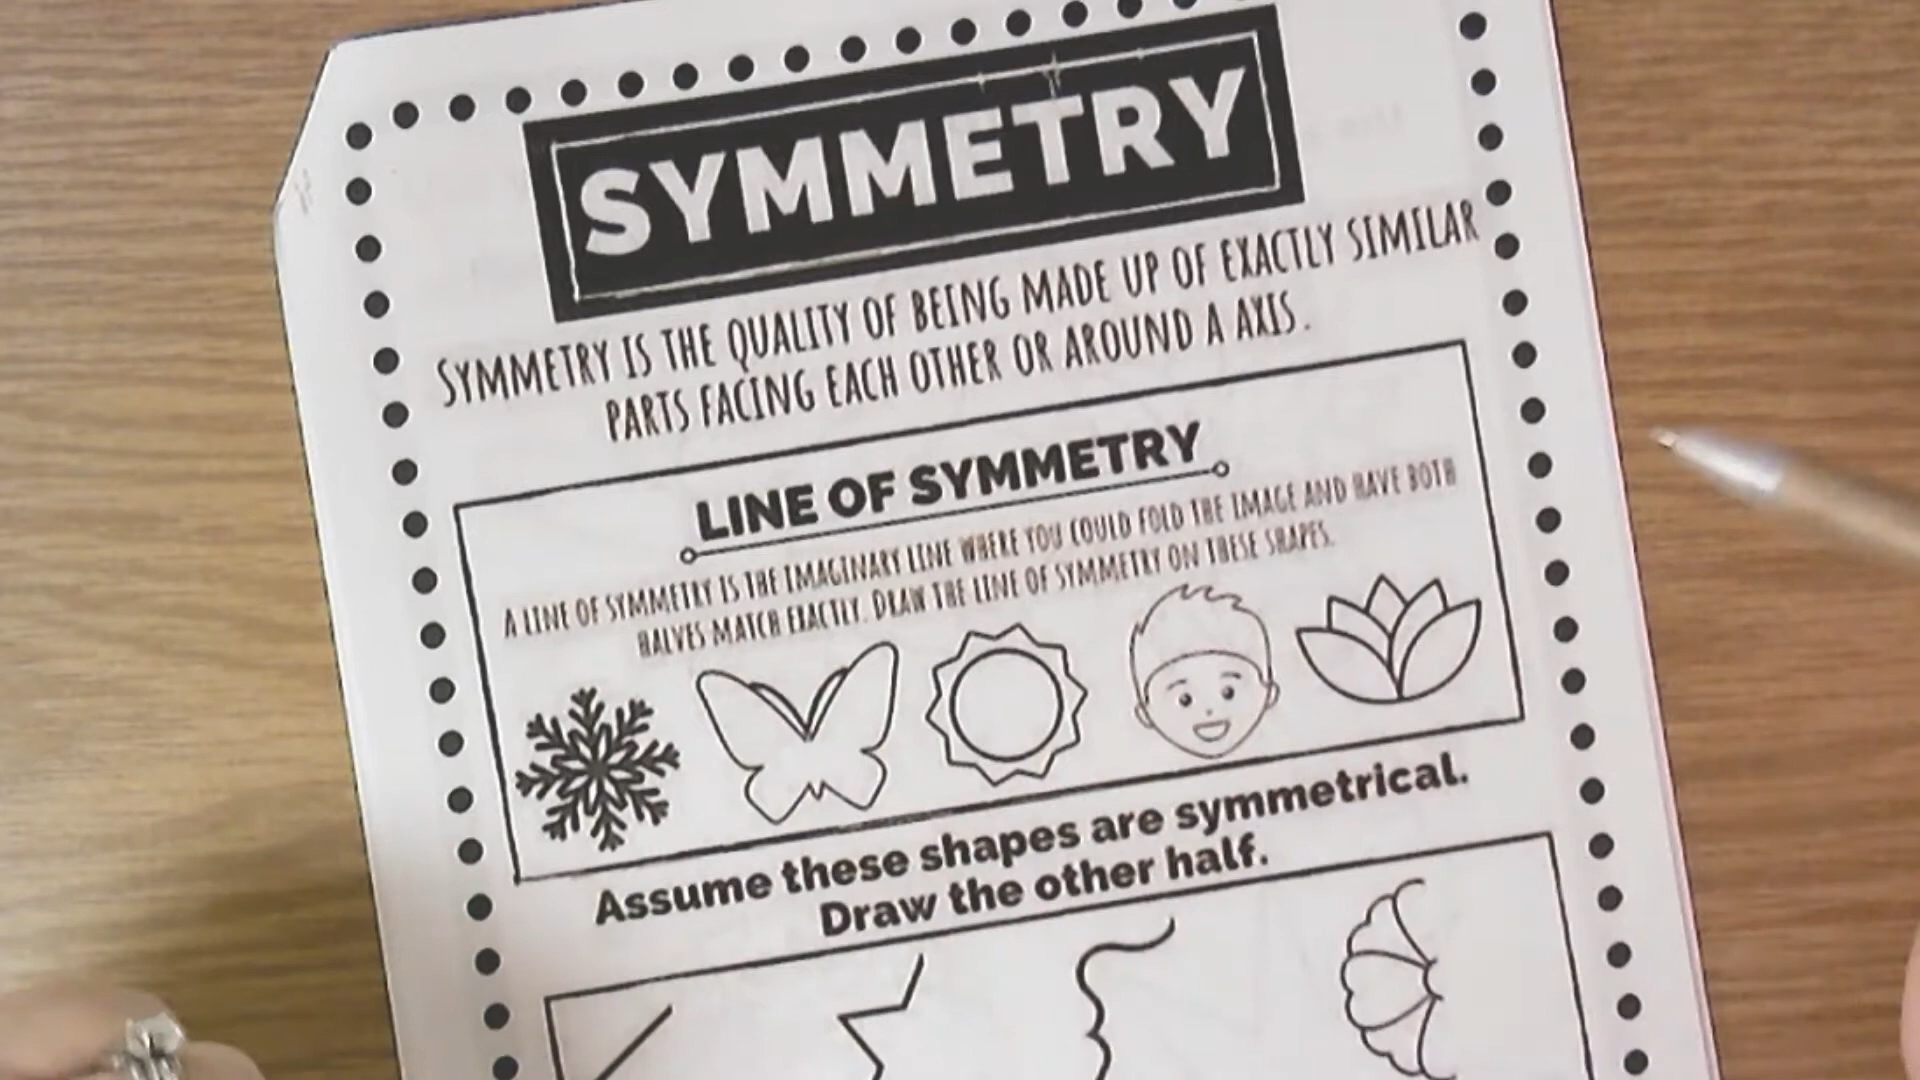 SYMMETRY
SYMMETRY IS THE QUALITY OF BEING MADE UP OF EXACTLY SIMILAR
PARTS FACING EACH OTHER OR AROUND A AXIS.
LINE OF SYMMETRY
A LINE OF SYMMETRY IS THE IMAGINARY LINE WHERE YOU COULD FOLD THE IMAGE AND HAVE BOTH
HALVES MATCH EXACTLY. DRAW THE LINE OF SYMMETRY ON THESE SHAPES.
Assume these shapes are symmetrical.
Draw the other half.